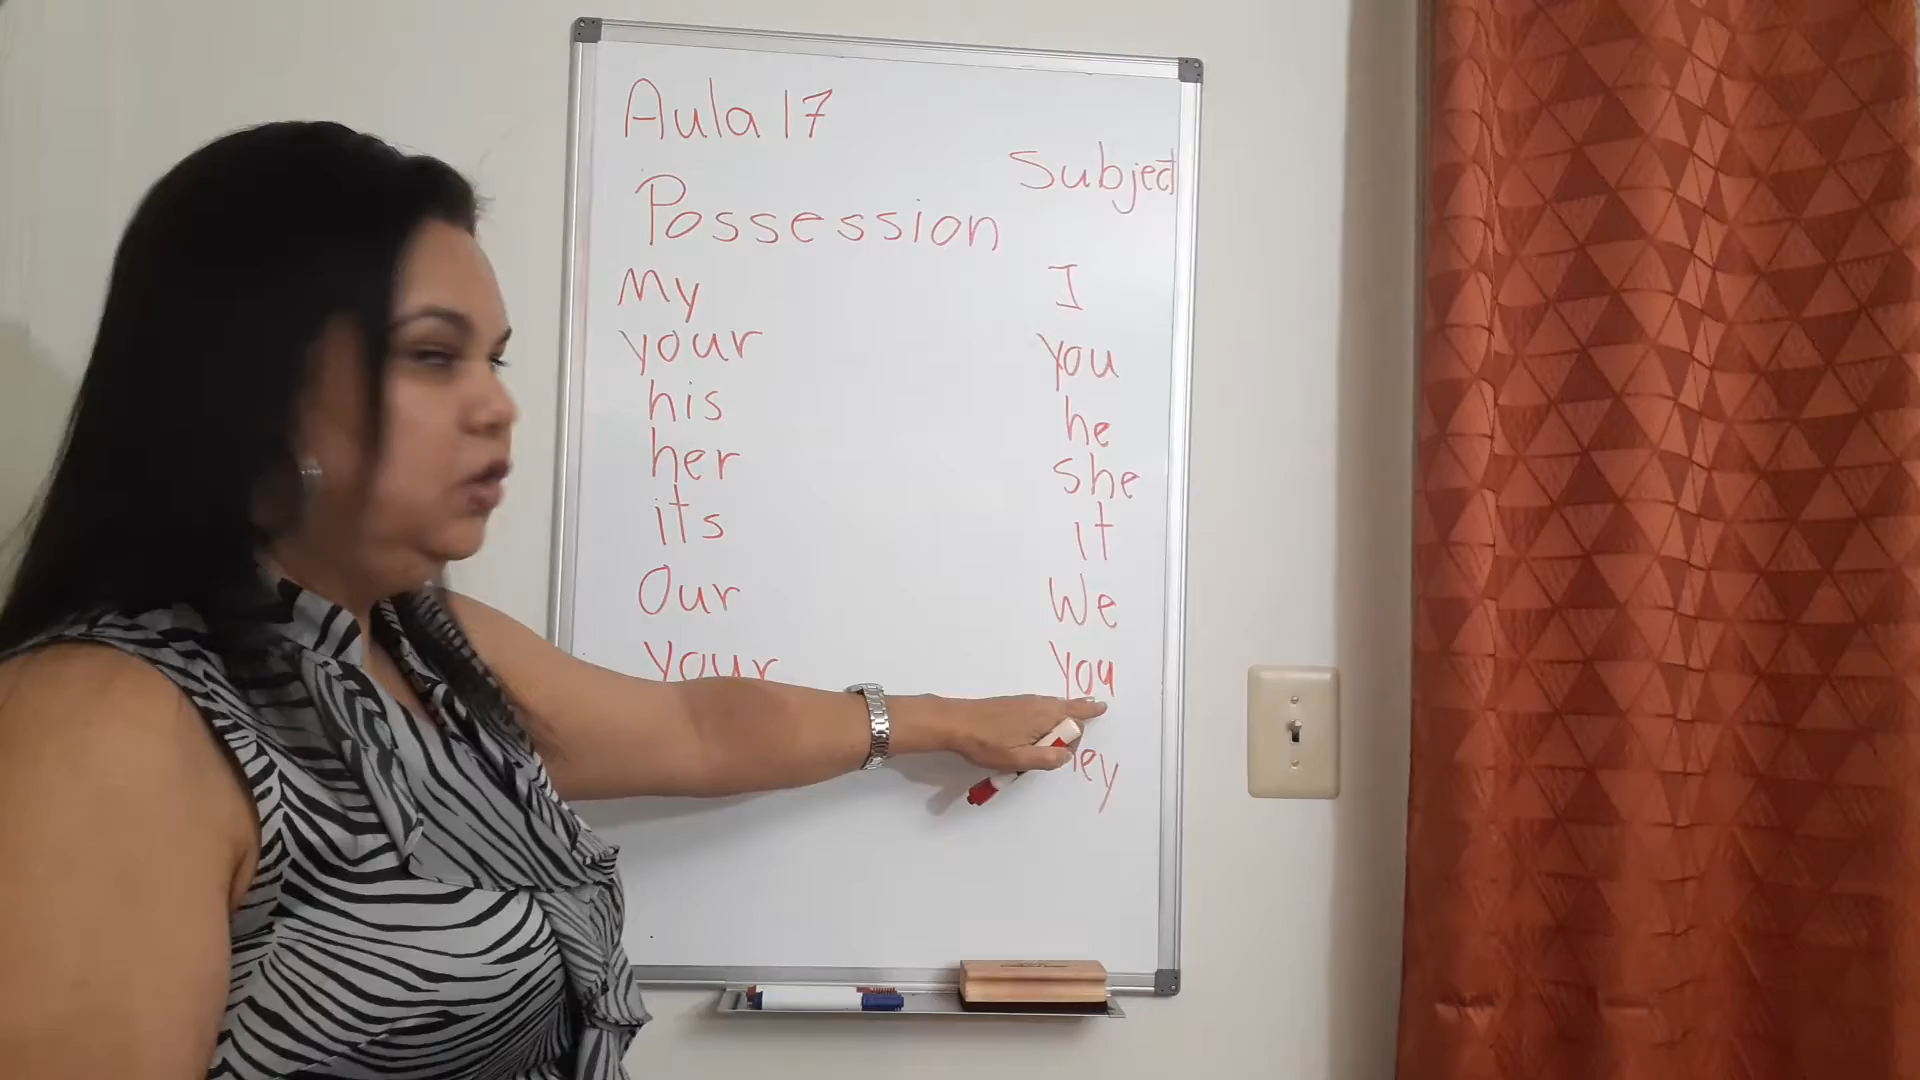 Aula 17
Subject
Possession
My I
your you
his he
her she
its it
Our We
your you